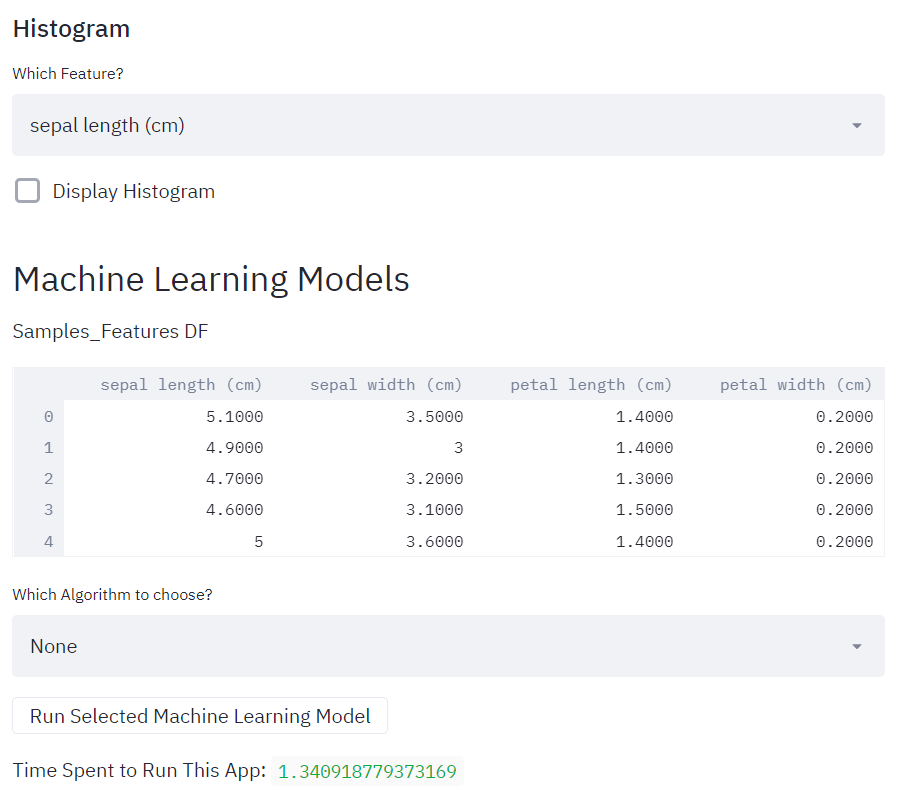 Histogram
Which Feature?
sepal length (cm)
Display Histogram
Machine Learning Models
Samples_Features DF
sepal length (cm) sepal width (cm) petal length (cm) petal width (cm)
0 5.1000 3.5000 1.4000 0.2000
1 4.9000 3 1.4000 0.2000
2 4.7000 3.2000 1.3000 0.2000
3 4.6000 3.1000 1.5000 0.2000
4 5 3.6000 1.4000 0.2000
Which Algorithm to choose?
None
Run Selected Machine Learning Model
Time Spent to Run This App: 1.340918779373169